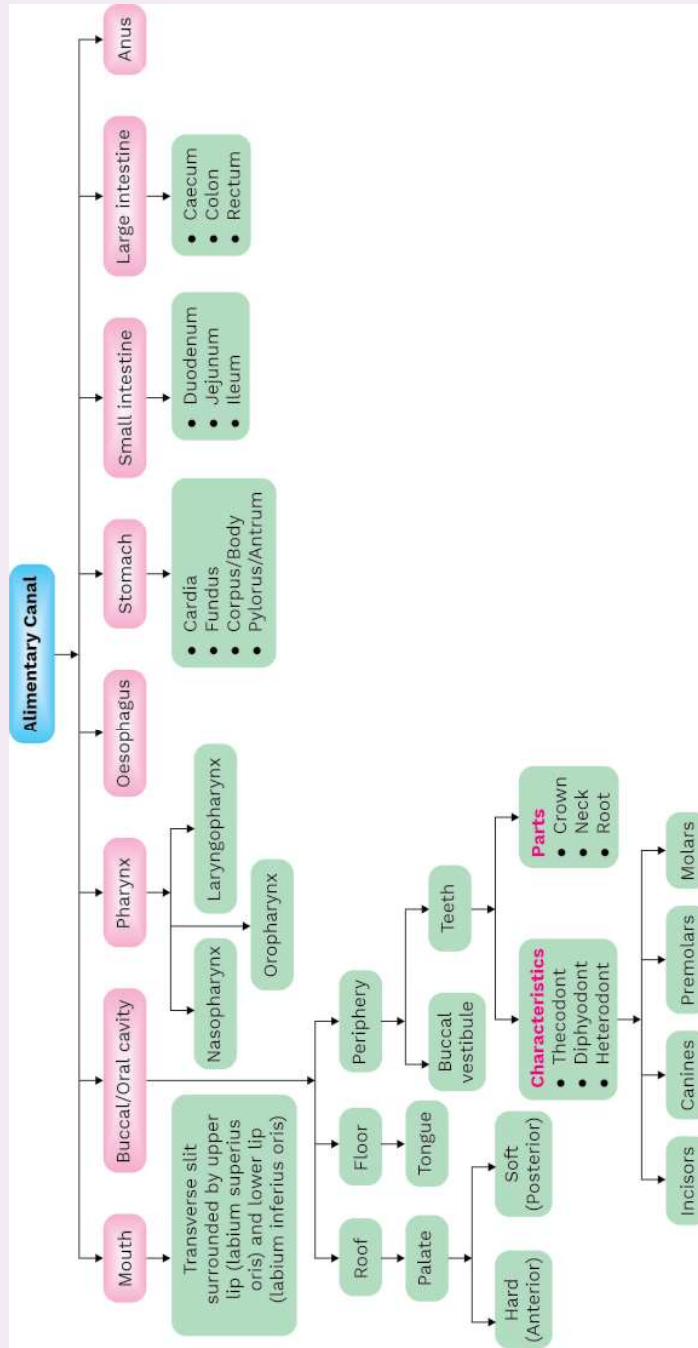 Alimentary Canal
Mouth
Buccal/Oral cavity
Pharynx
Oesophagus
Stomach
Small intestine
Large intestine
Anus
Transverse slit
surrounded by upper
lip (labium superius
oris) and lower lip
(labium inferius oris)
Nasopharynx
Oropharynx
Laryngopharynx
• Cardia
• Fundus
• Corpus/Body
• Pylorus/Antrum
• Duodenum
• Jejunum
• Ileum
• Caecum
• Colon
• Rectum
Roof
Floor
Periphery
Palate
Tongue
Buccal
vestibule
Teeth
Hard
(Anterior)
Soft
(Posterior)
Characteristics
• Thecodont
• Diphyodont
• Heterodont
Parts
• Crown
• Neck
• Root
Incisors
Canines
Premolars
Molars